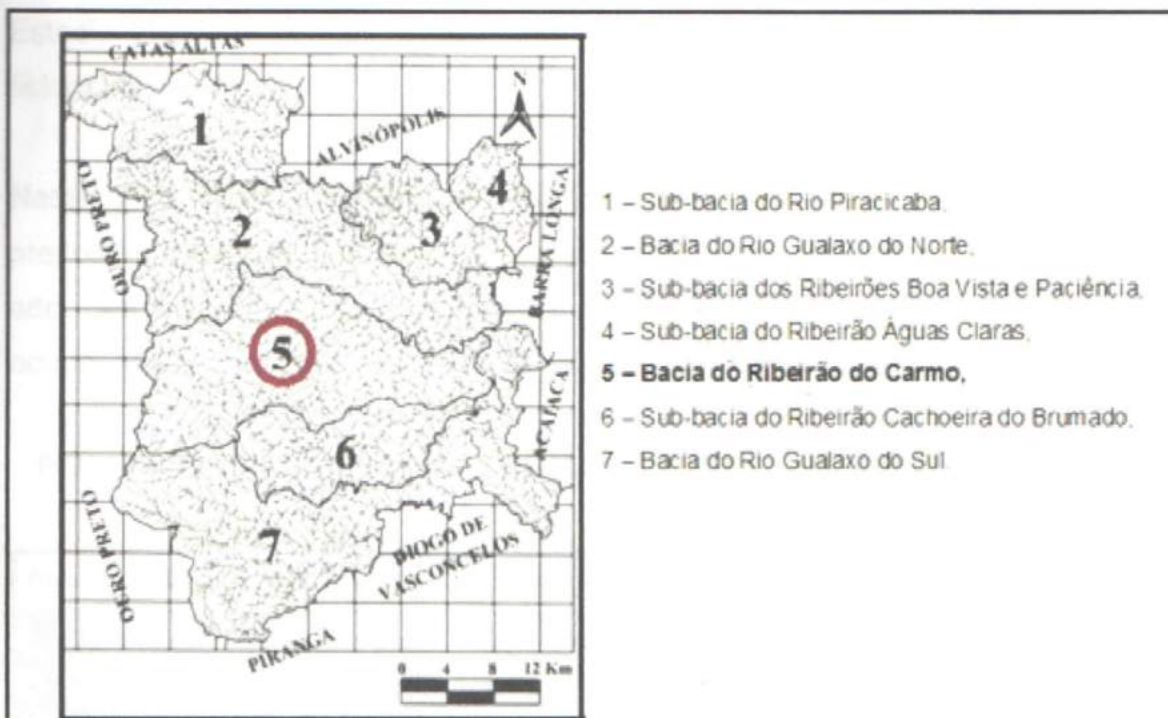 CATAS ALTAS
N
1
ALVINÓPOLIS
4
OURO PRETO
2
3
BARRA LONGA
5
ACAIACA
6
OURO PRETO
7
DIOGO DE
VASCONCELOS
PIRANGA
0 4 8 12 Km
1 – Sub-bacia do Rio Piracicaba.
2 – Bacia do Rio Gualaxo do Norte,
3 – Sub-bacia dos Ribeirões Boa Vista e Paciência,
4 – Sub-bacia do Ribeirão Águas Claras,
5 – Bacia do Ribeirão do Carmo,
6 – Sub-bacia do Ribeirão Cachoeira do Brumado,
7 – Bacia do Rio Gualaxo do Sul.